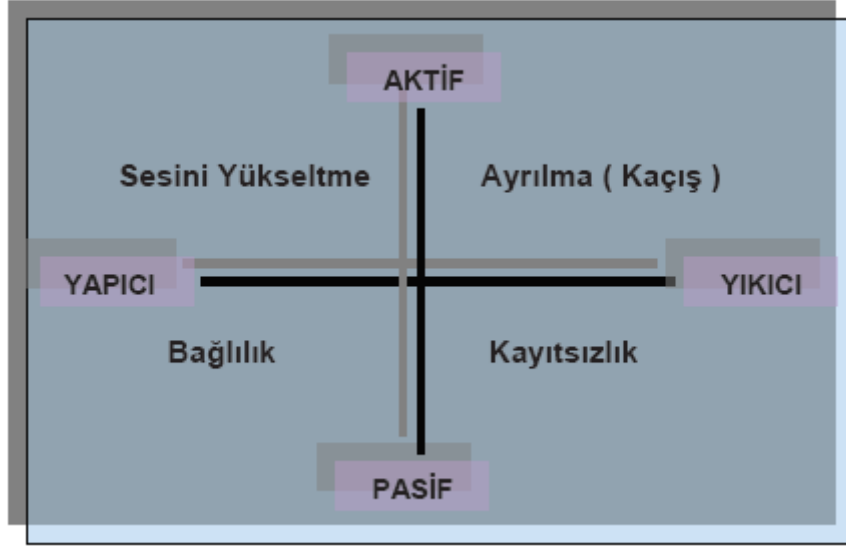 AKTİF
Sesini Yükseltme
Ayrılma ( Kaçış )
YAPICI
YIKICI
Bağlılık
Kayıtsızlık
PASİF